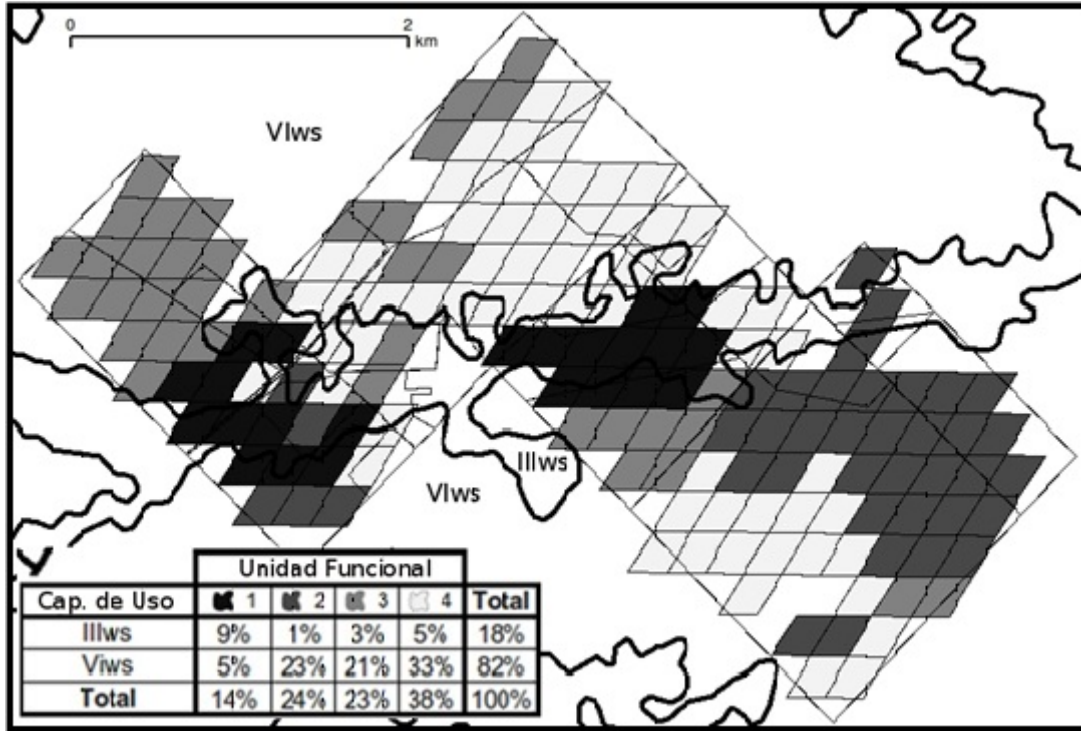 0 2
km
VIws
IIIws
VIws
Unidad Funcional
Cap. de Uso 1 2 3 4 Total
IIIws 9% 1% 3% 5% 18%
Viws 5% 23% 21% 33% 82%
Total 14% 24% 23% 38% 100%